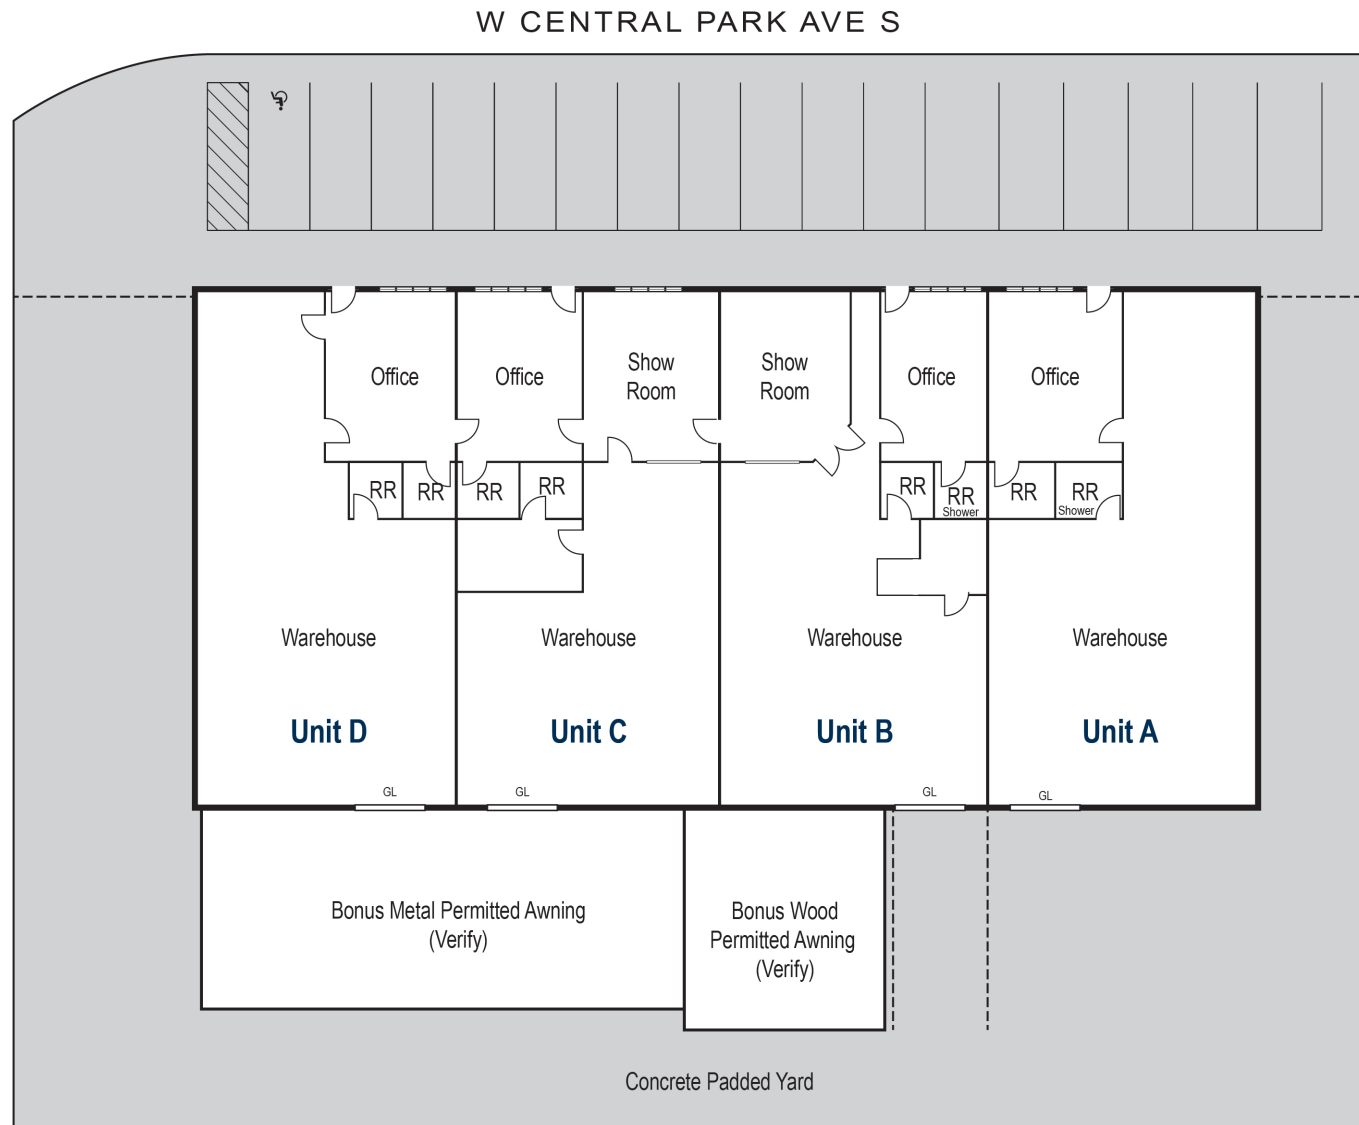 W CENTRAL PARK AVE S
Office
Office
Show
Room
Show
Room
Office
Office
RR
RR
RR
RR
RR
RR
Shower
RR
RR
Shower
Warehouse
Warehouse
Warehouse
Warehouse
Unit D
Unit C
Unit B
Unit A
GL
GL
GL
GL
Bonus Metal Permitted Awning
(Verify)
Bonus Wood
Permitted Awning
(Verify)
Concrete Padded Yard